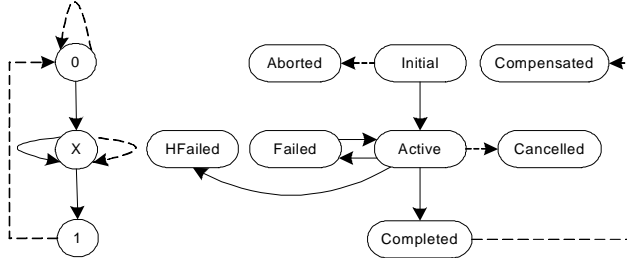 0
Aborted
Initial
Compensated
X
HFailed
Failed
Active
Cancelled
1
Completed